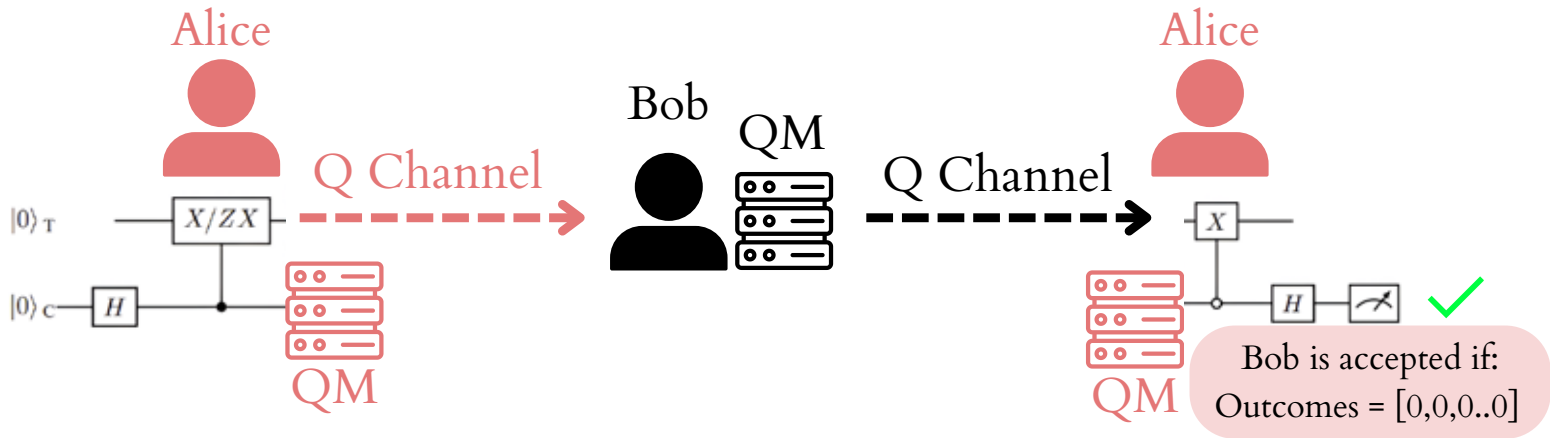 Alice
Q Channel
|0⟩ T
X/ZX
|0⟩ C
H
QM
Bob
QM
Q Channel
Alice
X
H
QM
Bob is accepted if:
Outcomes = [0,0,0..0]